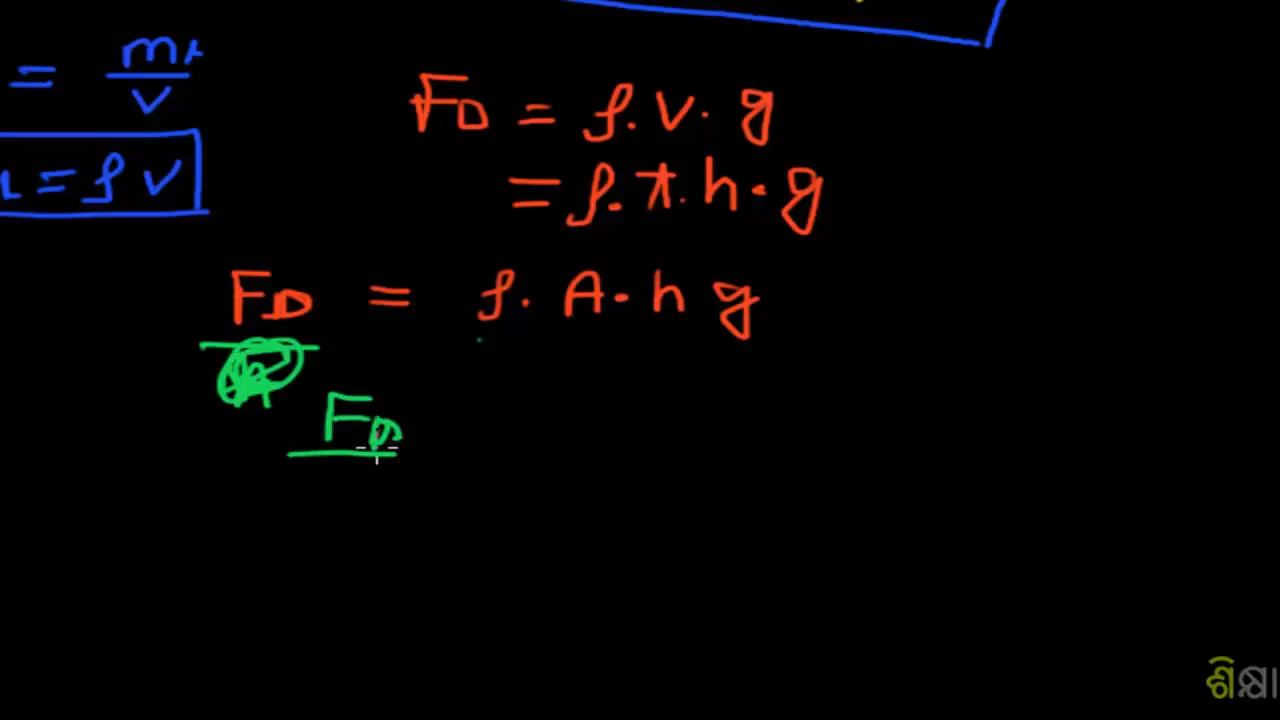 = m/v
= ρ v
F_D = ρ . v . g
= ρ . A . h . g
F_D = ρ . A . h g
F_D
ଶିକ୍ଷା